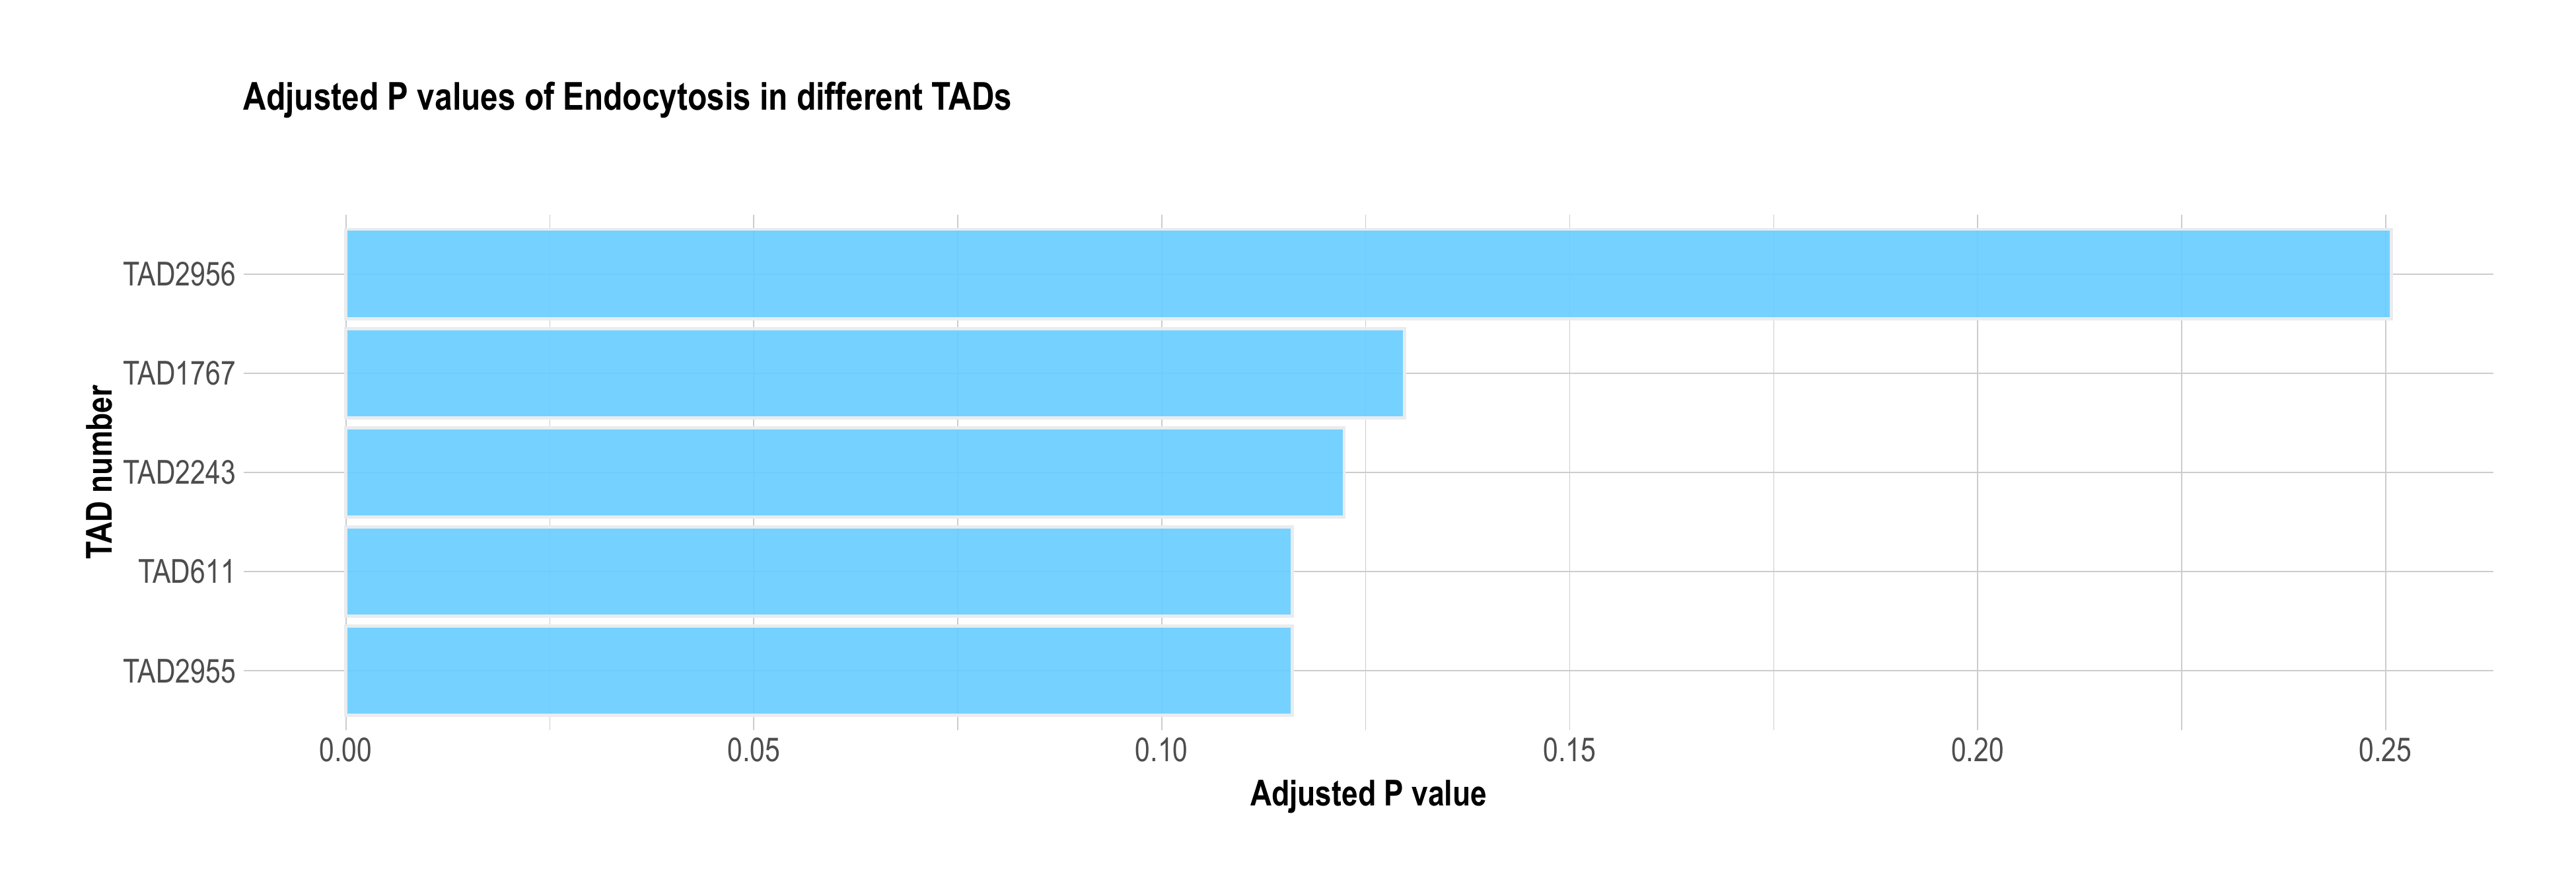 Adjusted P values of Endocytosis in different TADs
TAD number
TAD2956
TAD1767
TAD2243
TAD611
TAD2955
0.00 0.05 0.10 0.15 0.20 0.25
Adjusted P value